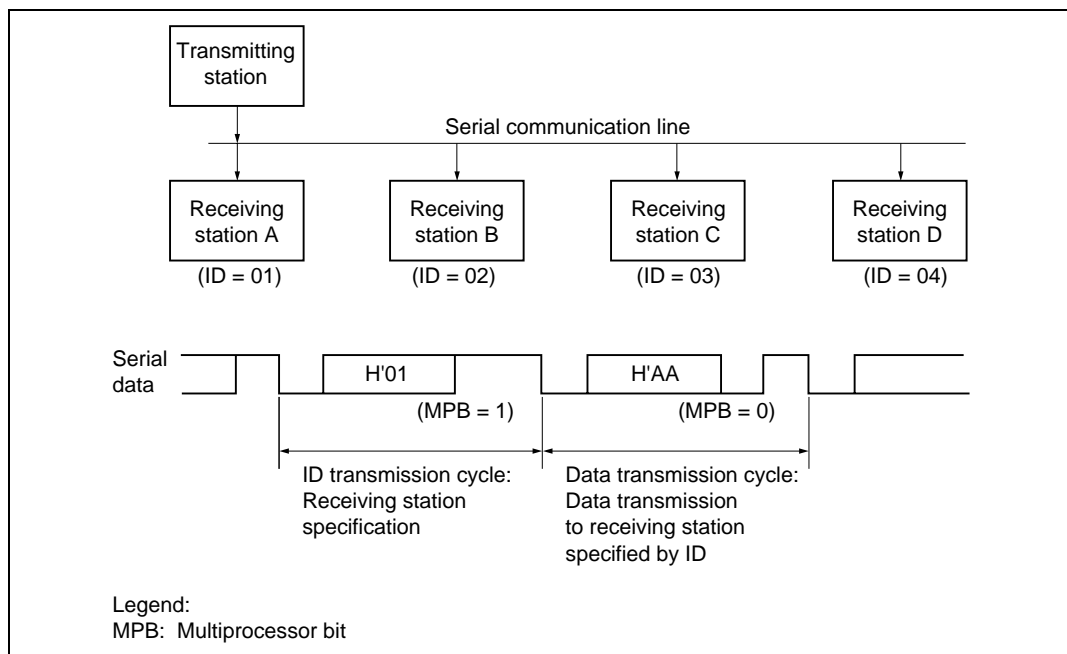 Transmitting
station
Serial communication line
Receiving
station A
Receiving
station B
Receiving
station C
Receiving
station D
(ID = 01)
(ID = 02)
(ID = 03)
(ID = 04)
Serial
data
H'01
H'AA
(MPB = 1)
(MPB = 0)
ID transmission cycle:
Receiving station
specification
Data transmission cycle:
Data transmission
to receiving station
specified by ID
Legend:
MPB: Multiprocessor bit